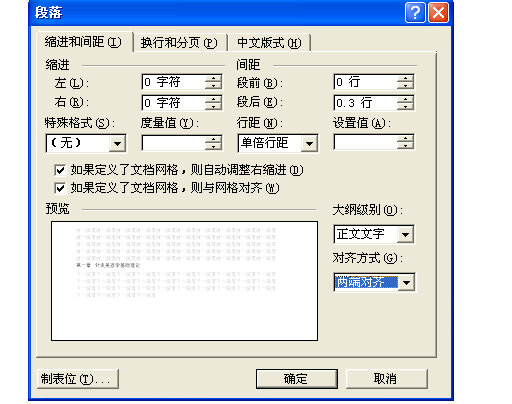 段落
缩进和间距(I) 换行和分页(P) 中文版式(H)
缩进 间距
左(L): 0 字符 段前(B): 0 行
右(R): 0 字符 段后(E): 0.3 行
特殊格式(S): 度量值(Y): 行距(N): 设置值(A):
(无) 单倍行距
如果定义了文档网格，则自动调整右缩进(D)
如果定义了文档网格，则与网格对齐(W)
预览 大纲级别(O):
正文文字
对齐方式(G):
两端对齐
制表位(T)... 确定 取消